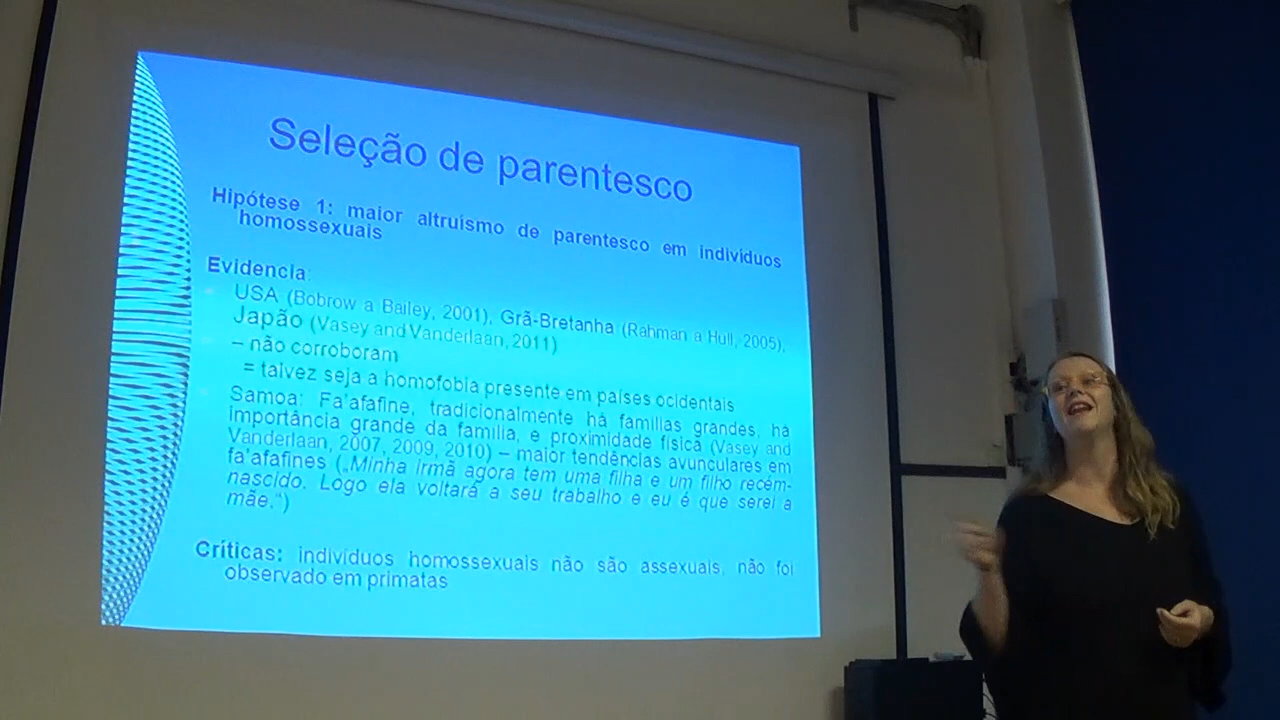 Seleção de parentesco
Hipótese 1: maior altruismo de parentesco em indivíduos
homossexuais
Evidencia:
USA (Bobrow a Bailey, 2001), Grã-Bretanha (Rahman a Hull, 2005),
Japão (Vasey and Vanderlaan, 2011)
– não corroboram
= talvez seja a homofobia presente em países ocidentais
Samoa: Fa'afafine, tradicionalmente há familias grandes, há
importância grande da familia, e proximidade física (Vasey and
Vanderlaan, 2007, 2009, 2010) – maior tendências avunculares em
fa'afafines („Minha irmã agora tem uma filha e um filho recém-
nascido. Logo ela voltará a seu trabalho e eu é que serei a
mãe.“)
Críticas: indivíduos homossexuais não são assexuais, não foi
observado em primatas